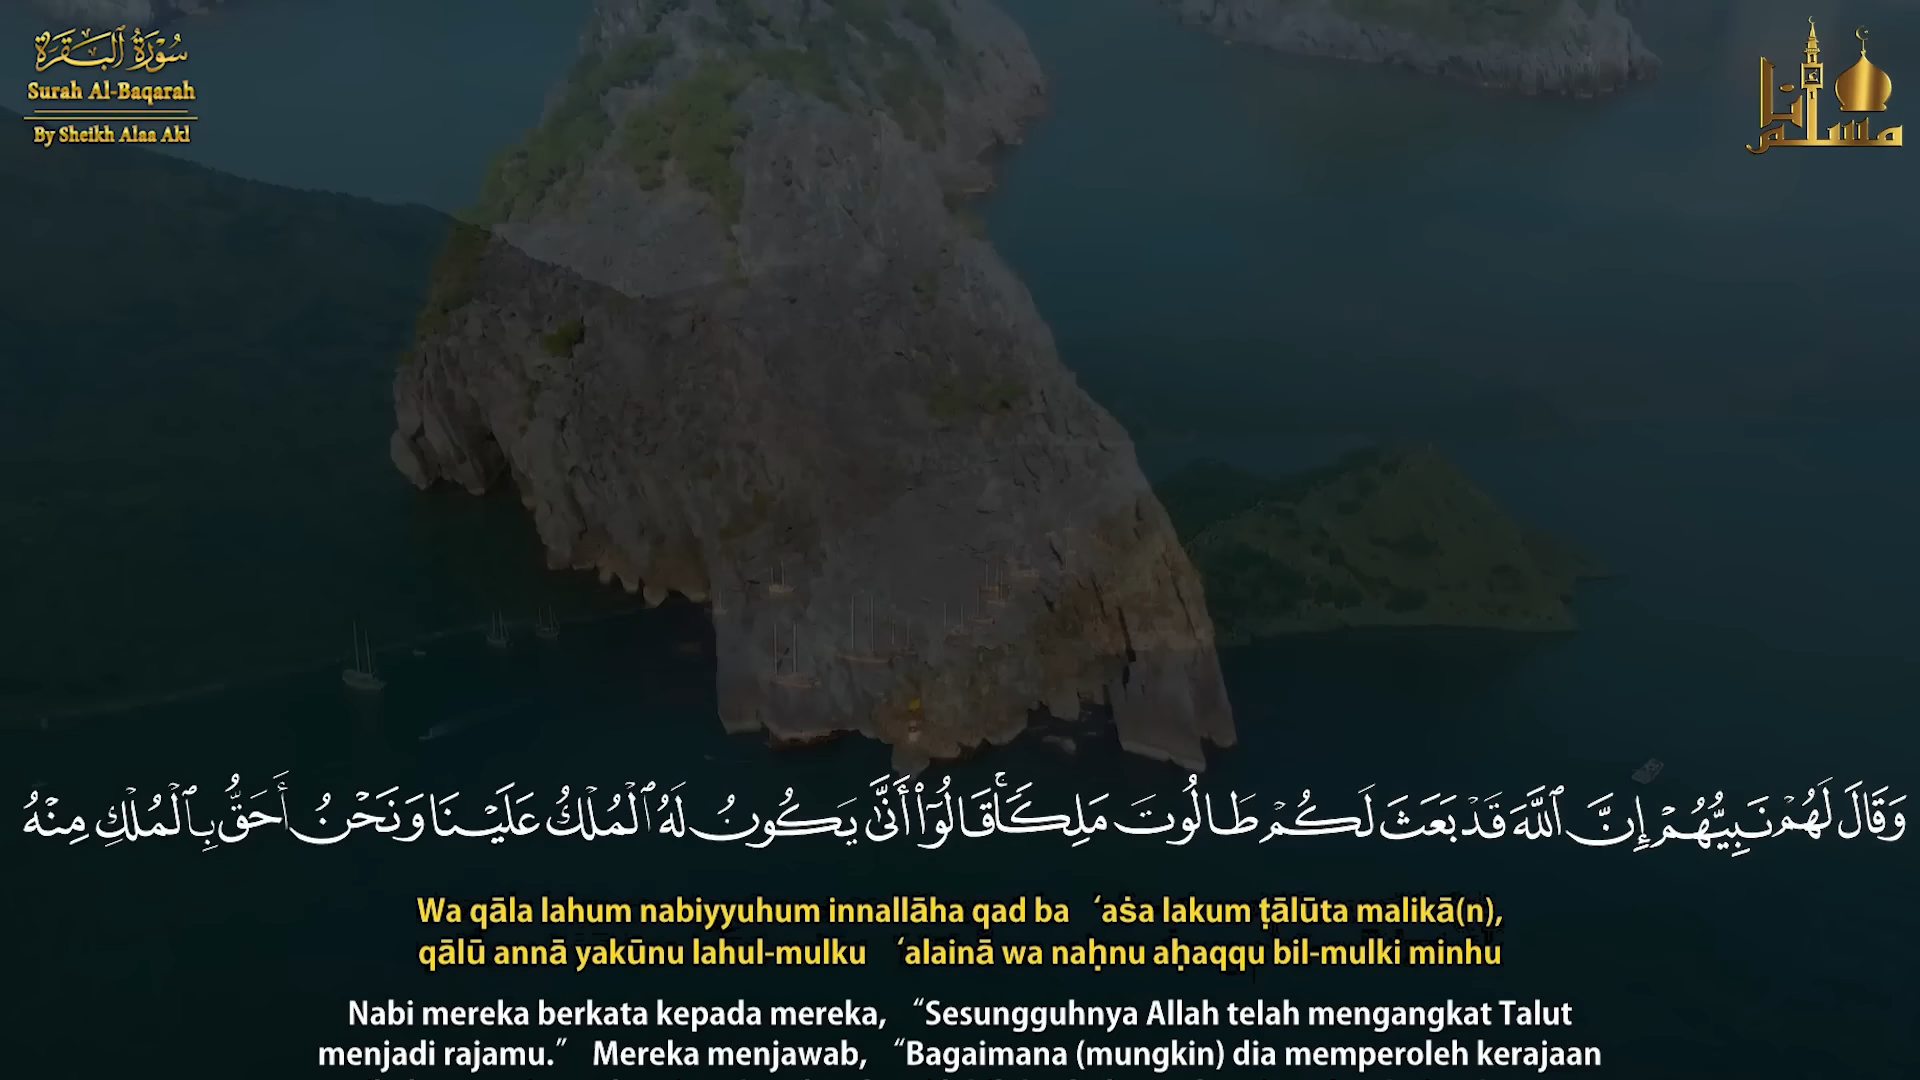 سُورَةُ ٱلْبَقَرَة
Surah Al-Baqarah
By Sheikh Alaa Akl
أنا
مسلم
وَقَالَ لَهُمْ نَبِيُّهُمْ إِنَّ ٱللَّهَ قَدْ بَعَثَ لَكُمْ طَالُوتَ مَلِكًاۚ قَالُوٓا۟ أَنَّىٰ يَكُونُ لَهُ ٱلْمُلْكُ عَلَيْنَا وَنَحْنُ أَحَقُّ بِٱلْمُلْكِ مِنْهُ
Wa qāla lahum nabiyyuhum innallāha qad ba ‘aṡa lakum ṭālūta malikā(n),
qālū annā yakūnu lahul-mulku ‘alainā wa naḥnu aḥaqqu bil-mulki minhu
Nabi mereka berkata kepada mereka, “Sesungguhnya Allah telah mengangkat Talut
menjadi rajamu.” Mereka menjawab, “Bagaimana (mungkin) dia memperoleh kerajaan